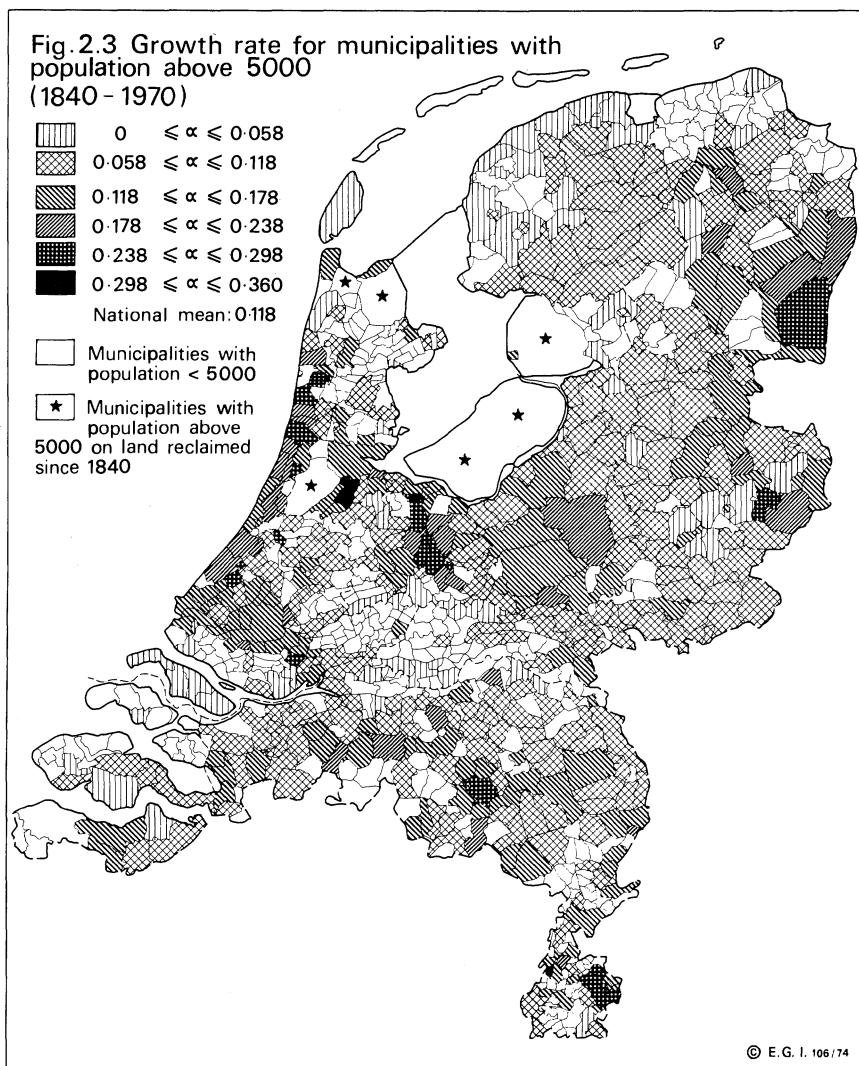 Fig.2.3 Growth rate for municipalities with
population above 5000
(1840-1970)
0 ⩽ α ⩽ 0·058
0·058 ⩽ α ⩽ 0·118
0·118 ⩽ α ⩽ 0·178
0·178 ⩽ α ⩽ 0·238
0·238 ⩽ α ⩽ 0·298
0·298 ⩽ α ⩽ 0·360
National mean: 0·118
Municipalities with
population < 5000
Municipalities with
population above
5000 on land reclaimed
since 1840
© E.G.I. 106/74